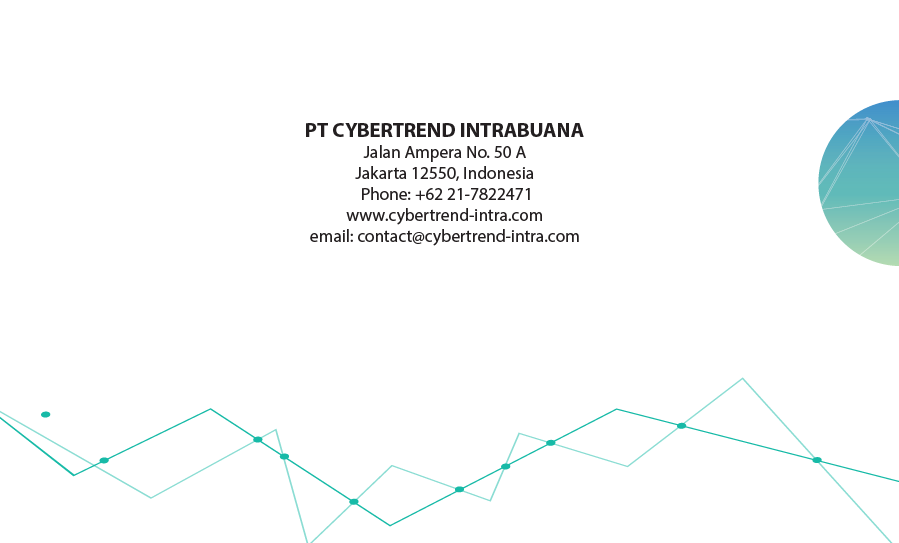 PT CYBERTREND INTRABUANA
Jalan Ampera No. 50 A
Jakarta 12550, Indonesia
Phone: +62 21-7822471
www.cybertrend-intra.com
email: contact@cybertrend-intra.com